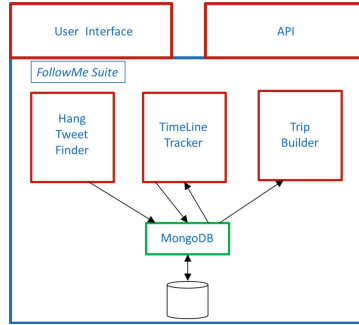 User Interface
API
FollowMe Suite
Hang
Tweet
Finder
TimeLine
Tracker
Trip
Builder
MongoDB